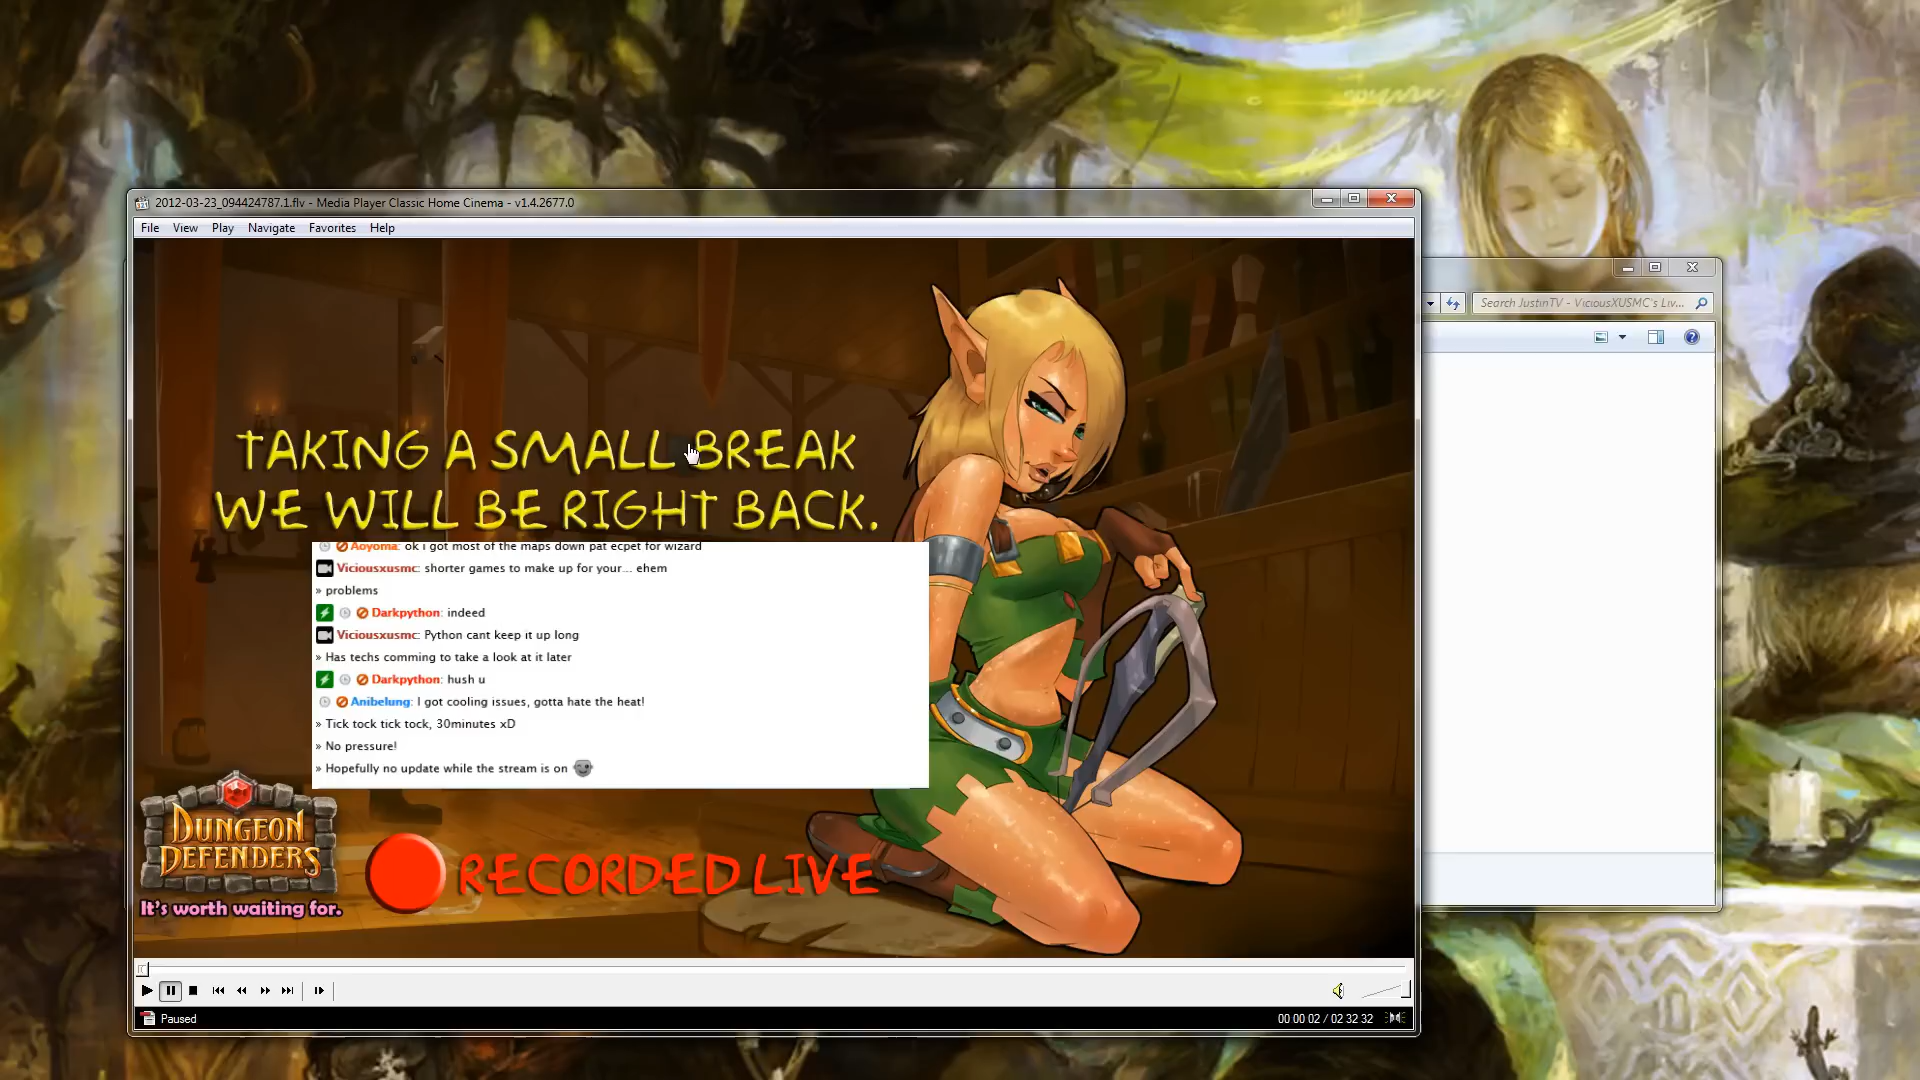 2012-03-23_094424787.1.flv - Media Player Classic Home Cinema - v1.4.2677.0
File View Play Navigate Favorites Help
Search JustinTV - ViciousXUSMC's Liv...
TAKING A SMALL BREAK
WE WILL BE RIGHT BACK.
Aoyoma: ok i got most of the maps down pat ecpet for wizard
Viciousxusmc: shorter games to make up for your... ehem
» problems
Darkpython: indeed
Viciousxusmc: Python cant keep it up long
» Has techs comming to take a look at it later
Darkpython: hush u
Anibelung: I got cooling issues, gotta hate the heat!
» Tick tock tick tock, 30minutes xD
» No pressure!
» Hopefully no update while the stream is on
DUNGEON
DEFENDERS
It's worth waiting for.
RECORDED LIVE
Paused
00 00 02 / 02 32 32